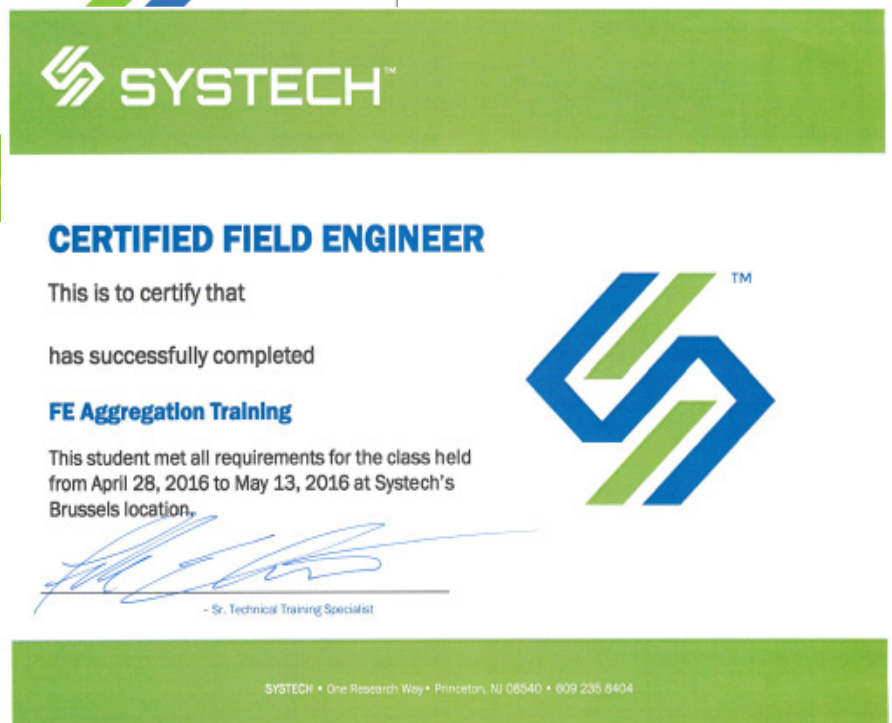 SYSTECH™
CERTIFIED FIELD ENGINEER
This is to certify that
has successfully completed
FE Aggregation Training
This student met all requirements for the class held
from April 28, 2016 to May 13, 2016 at Systech's
Brussels location.
TM
– Sr. Technical Training Specialist
SYSTECH • One Research Way • Princeton, NJ 08540 • 609 235 8404